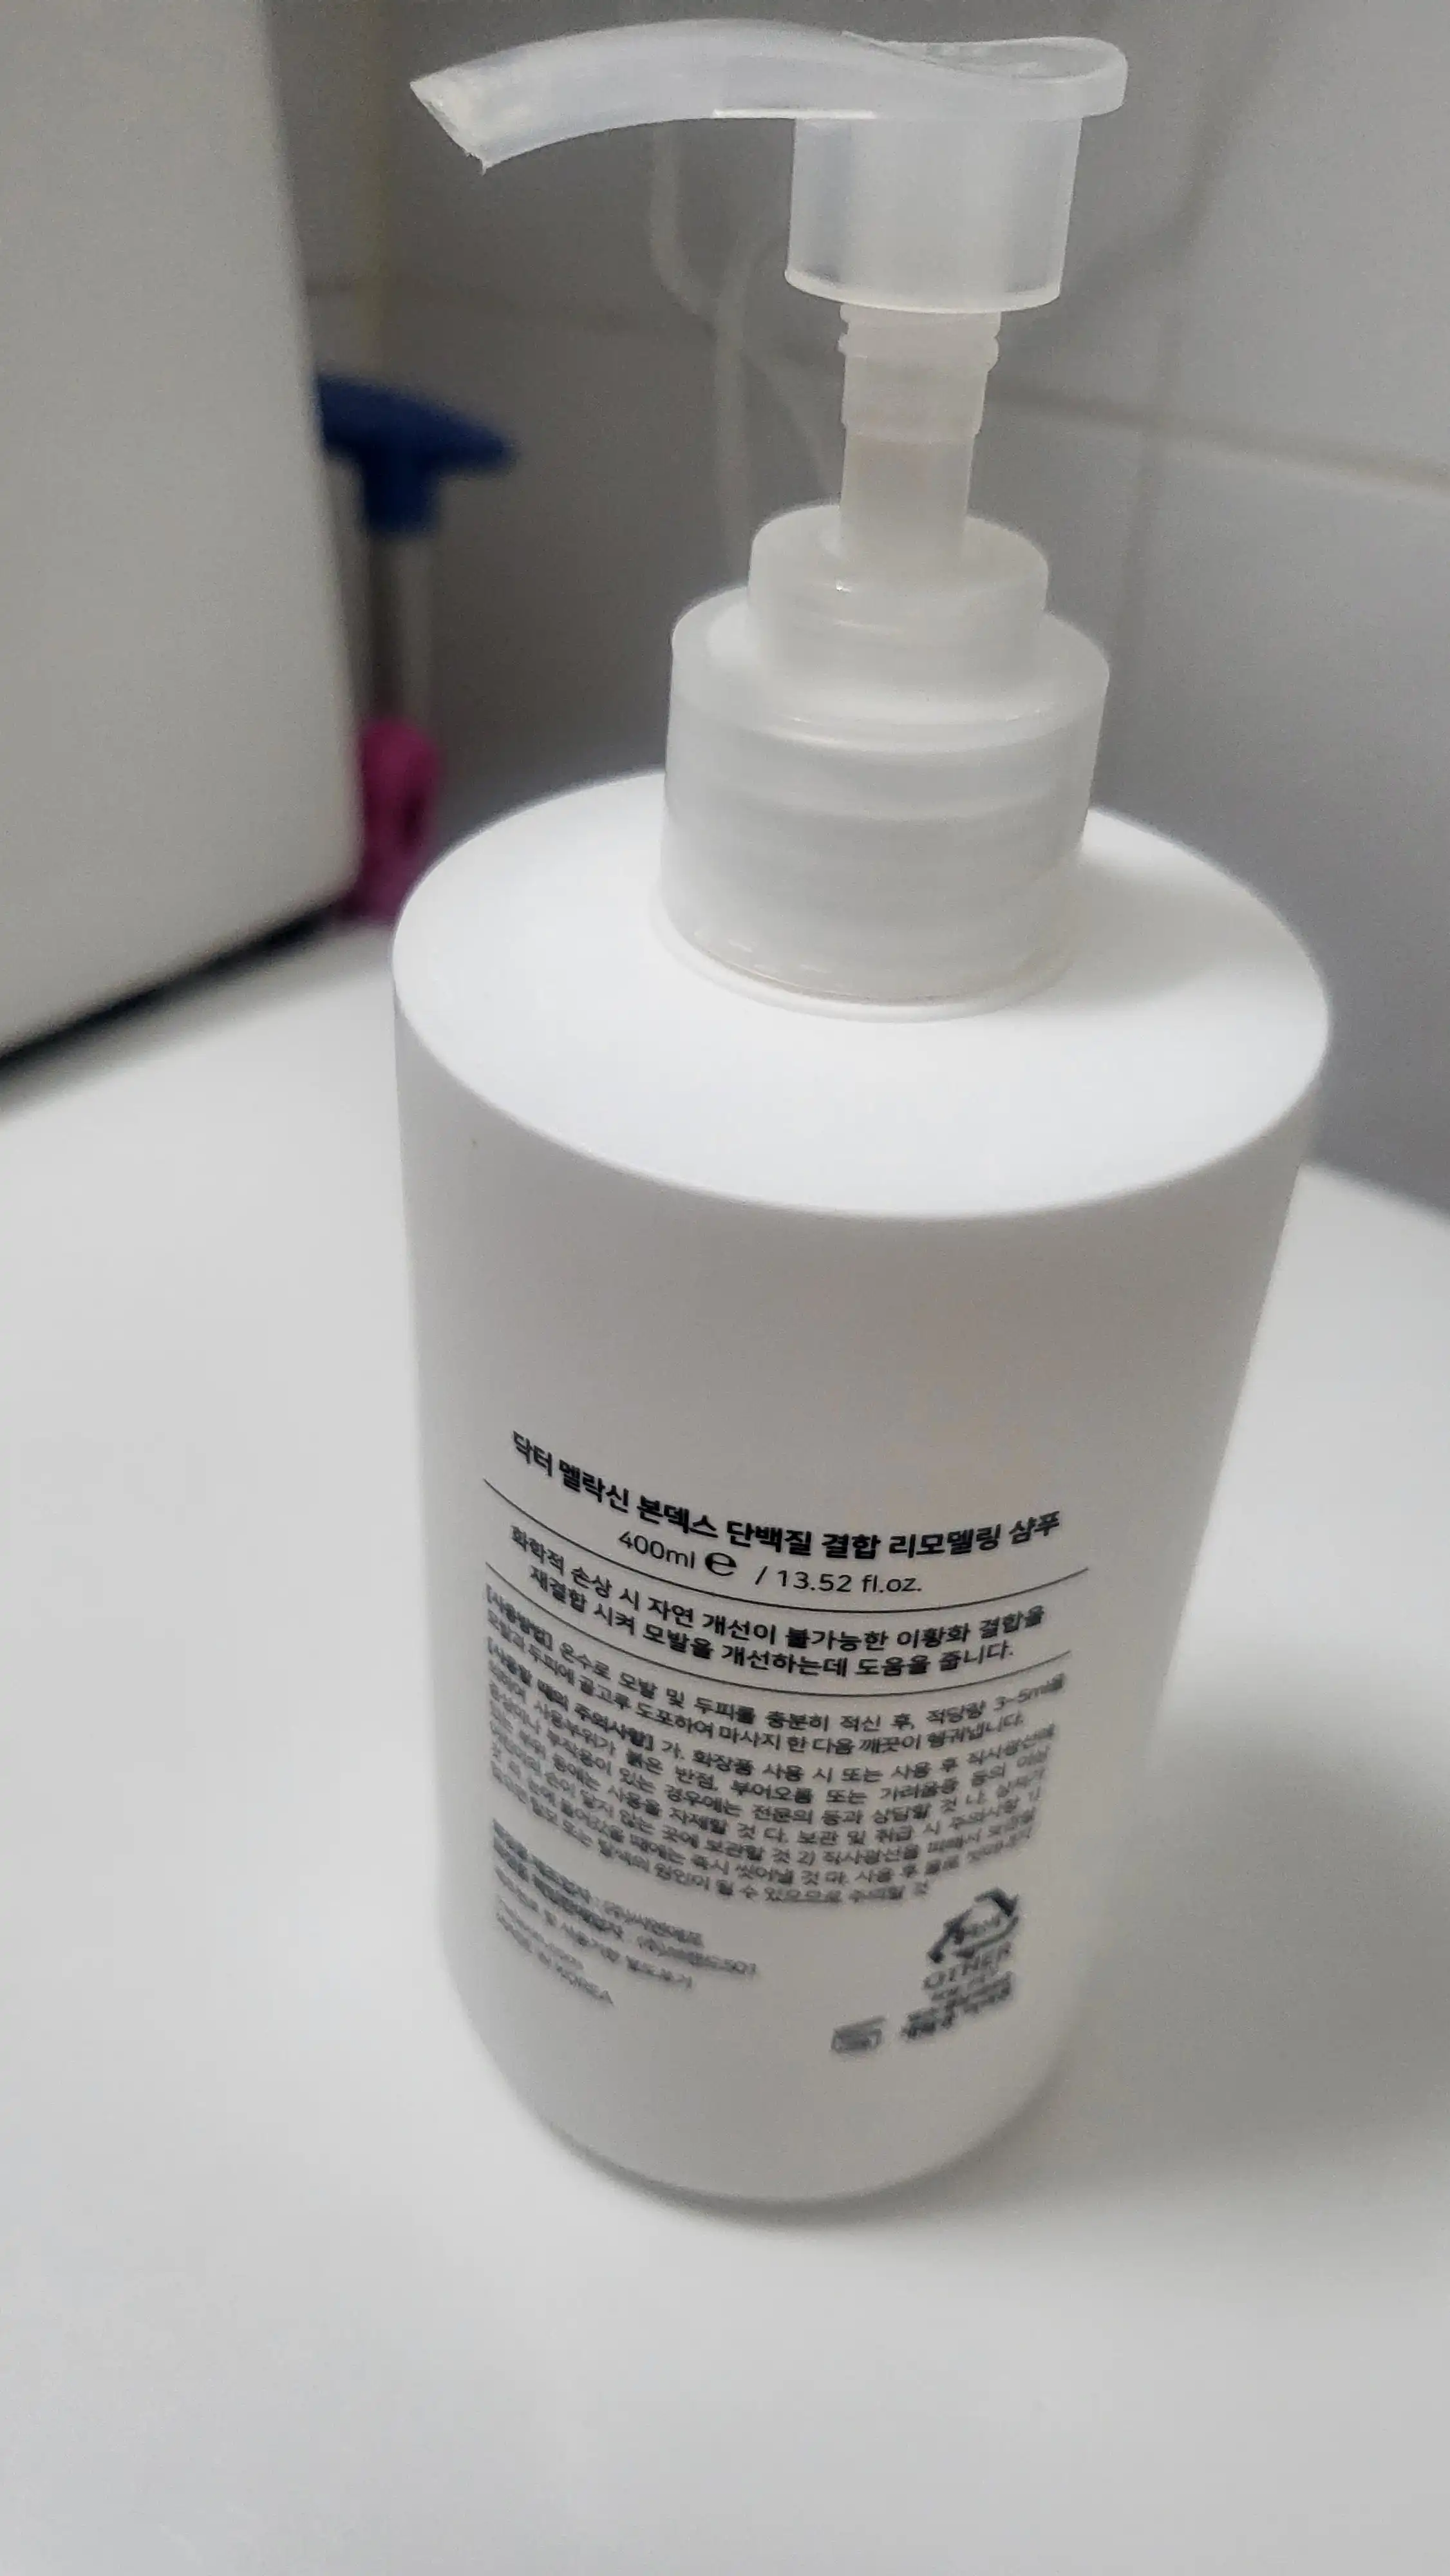 닥터 멜락신 본덱스 단백질 결합 리모델링 샴푸
400ml ℮ / 13.52 fl.oz.
화학적 손상 시 자연 개선이 불가능한 이황화 결합을
재결합 시켜 모발을 개선하는데 도움을 줍니다.
[사용방법] 온수로 모발 및 두피를 충분히 적신 후, 적당량 3~5ml을
모발과 두피에 골고루 도포하여 마사지 한 다음 깨끗이 헹궈냅니다.
[사용할 때의 주의사항] 가. 화장품 사용 시 또는 사용 후 직사광선에
의하여 사용부위가 붉은 반점, 부어오름 또는 가려움증 등의 이상
증상이나 부작용이 있는 경우에는 전문의 등과 상담할 것 나. 상처가
있는 부위 등에는 사용을 자제할 것 다. 보관 및 취급 시 주의사항 1)
어린이의 손이 닿지 않는 곳에 보관할 것 2) 직사광선을 피해서 보관할
것 라. 눈에 들어갔을 때에는 즉시 씻어낼 것 마. 사용 후 물로
탈모 또는 탈색의 원인이 될 수 있으므로 주의할 것
KOREA
OTHER